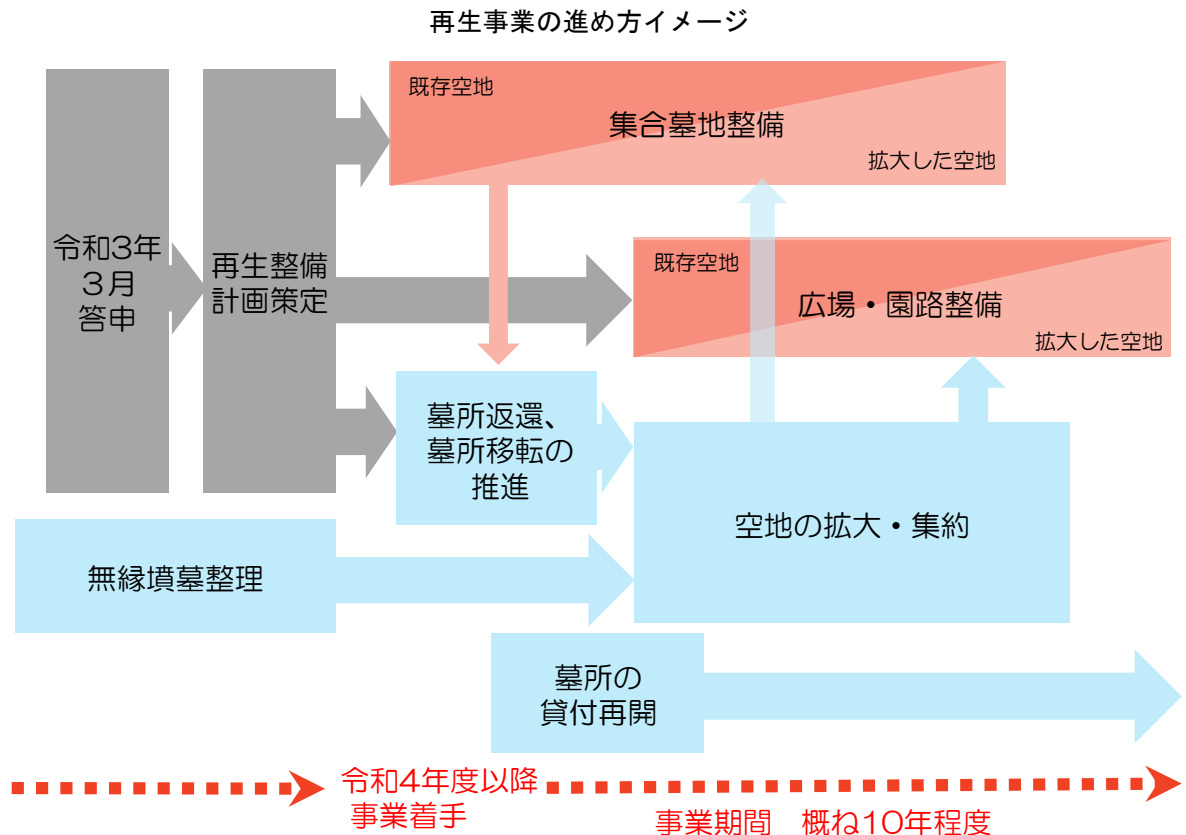 再生事業の進め方イメージ
既存空地
集合墓地整備
拡大した空地
令和3年
3月
答申
再生整備
計画策定
既存空地
広場・園路整備
拡大した空地
墓所返還、
墓所移転の
推進
空地の拡大・集約
無縁墳墓整理
墓所の
貸付再開
令和4年度以降
事業着手
事業期間　概ね10年程度